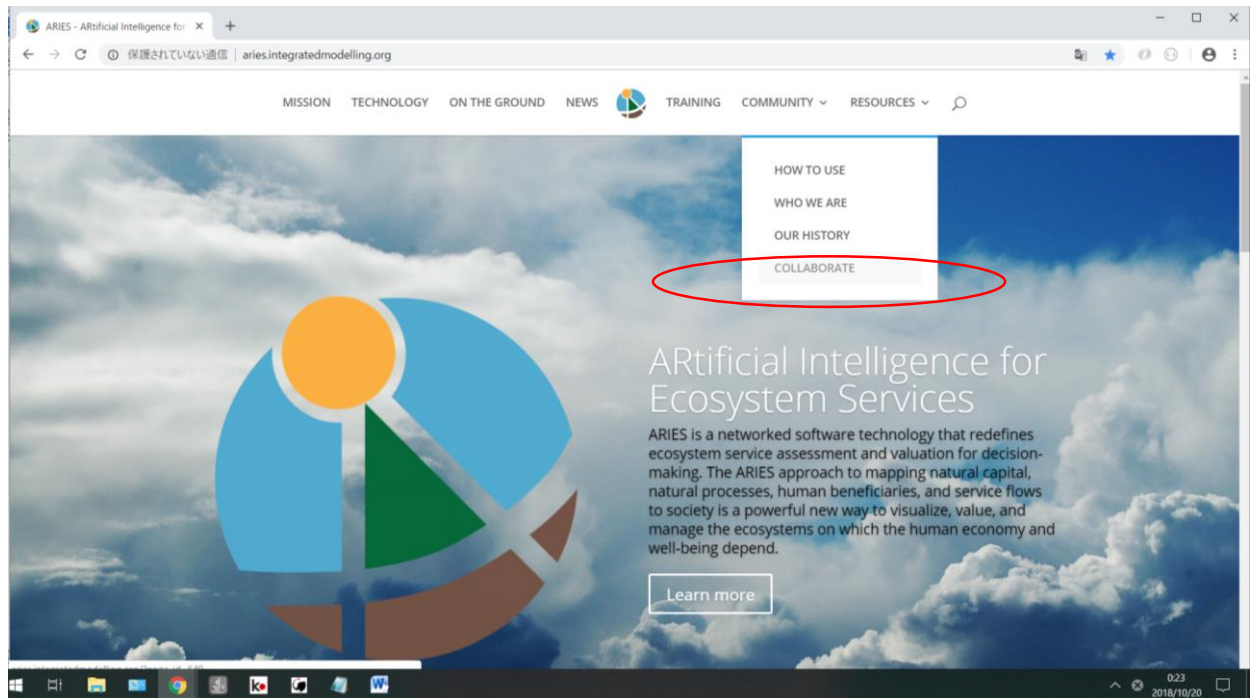 ARIES - ARtificial Intelligence for
保護されていない通信 | aries.integratedmodelling.org
MISSION TECHNOLOGY ON THE GROUND NEWS TRAINING COMMUNITY RESOURCES
HOW TO USE
WHO WE ARE
OUR HISTORY
COLLABORATE
ARtificial Intelligence for
Ecosystem Services
ARIES is a networked software technology that redefines
ecosystem service assessment and valuation for decision-
making. The ARIES approach to mapping natural capital,
natural processes, human beneficiaries, and service flows
to society is a powerful new way to visualize, value, and
manage the ecosystems on which the human economy and
well-being depend.
Learn more
0:23
2018/10/20